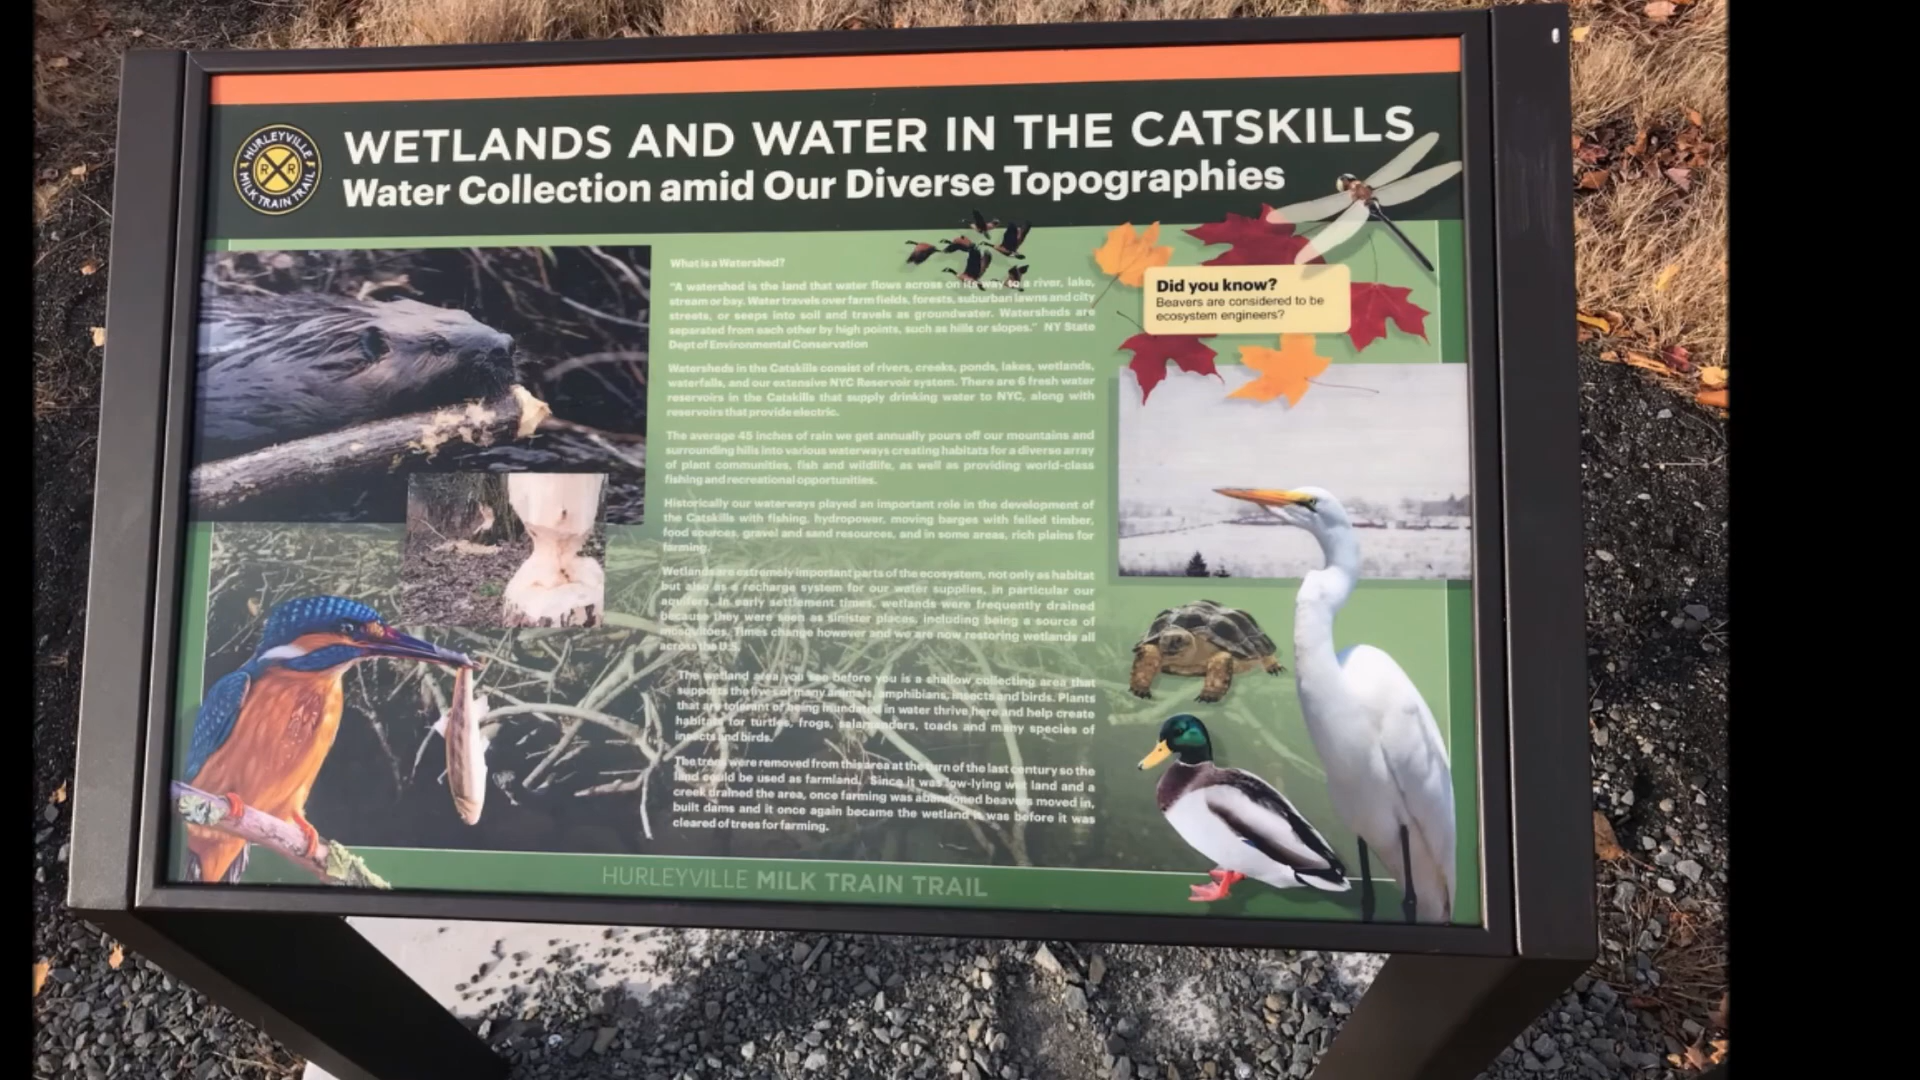 HURLEYVILLE
R R
MILK TRAIN TRAIL
WETLANDS AND WATER IN THE CATSKILLS
Water Collection amid Our Diverse Topographies
What is a Watershed?
"A watershed is the land that water flows across on its way to a river, lake,
stream or bay. Water travels over farm fields, forests, suburban lawns and city
streets, or seeps into soil and travels as groundwater. Watersheds are
separated from each other by high points, such as hills or slopes." NY State
Dept of Environmental Conservation
Watersheds in the Catskills consist of rivers, creeks, ponds, lakes, wetlands,
waterfalls, and our extensive NYC Reservoir system. There are 6 fresh water
reservoirs in the Catskills that supply drinking water to NYC, along with
reservoirs that provide electric.
The average 45 inches of rain we get annually pours off our mountains and
surrounding hills into various waterways creating habitats for a diverse array
of plant communities, fish and wildlife, as well as providing world-class
fishing and recreational opportunities.
Historically our waterways played an important role in the development of
the Catskills with fishing, hydropower, moving barges with felled timber,
food sources, gravel and sand resources, and in some areas, rich plains for
farming.
Wetlands are extremely important parts of the ecosystem, not only as habitat
but also as a recharge system for our water supplies, in particular our
aquifers. In early settlement times, wetlands were frequently drained
because they were seen as sinister places, including being a source of
mosquitoes. Times change however and we are now restoring wetlands all
across the U.S.
The wetland area you see before you is a shallow collecting area that
supports the lives of many animals, amphibians, insects and birds. Plants
that are tolerant of being inundated in water thrive here and help create
habitats for turtles, frogs, salamanders, toads and many species of
insects and birds.
The trees were removed from this area at the turn of the last century so the
land could be used as farmland. Since it was low-lying wet land and a
creek drained the area, once farming was abandoned beavers moved in,
built dams and it once again became the wetland is was before it was
cleared of trees for farming.
Did you know?
Beavers are considered to be
ecosystem engineers?
HURLEYVILLE MILK TRAIN TRAIL